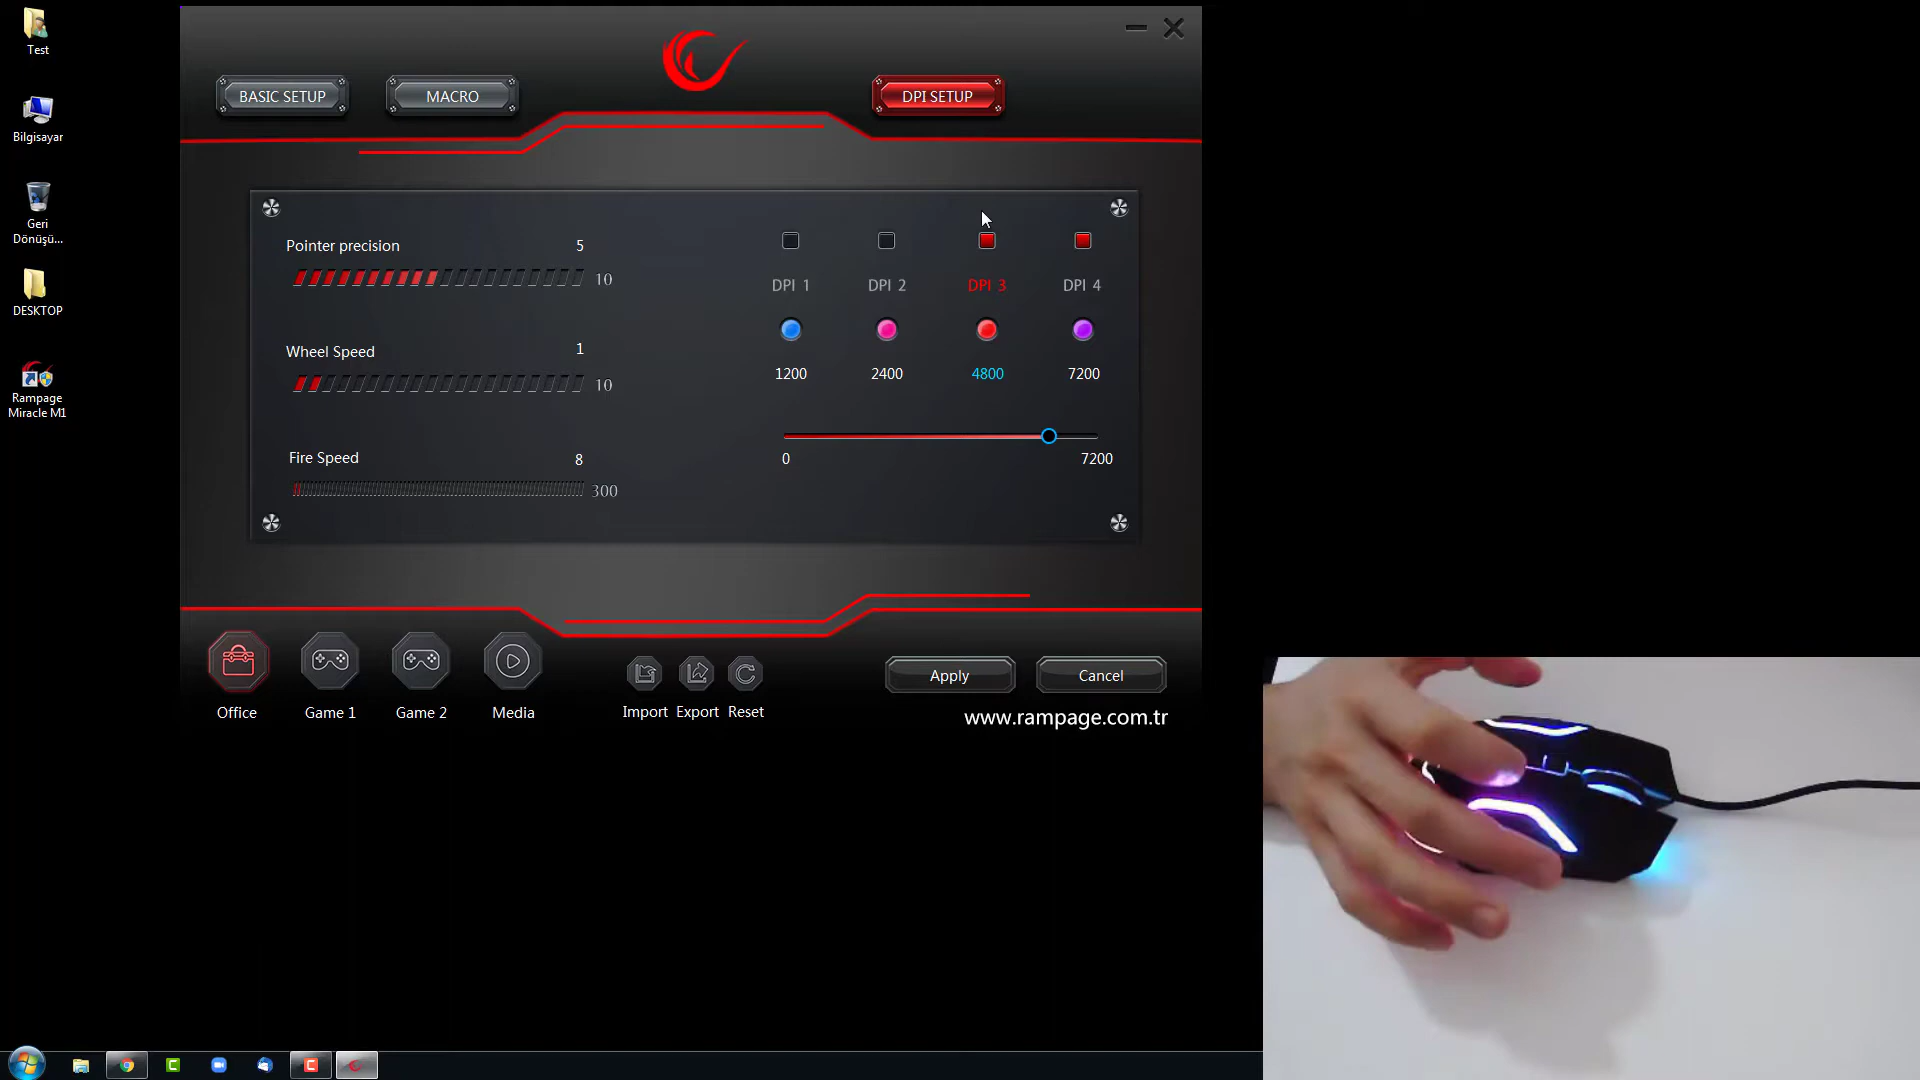 Test
Bilgisayar
Geri
Dönüşü...
DESKTOP
Rampage
Miracle M1
BASIC SETUP
MACRO
DPI SETUP
Pointer precision 5
10
Wheel Speed 1
10
Fire Speed 8
300
DPI 1 DPI 2 DPI 3 DPI 4
1200 2400 4800 7200
0 7200
Office Game 1 Game 2 Media
Import Export Reset
Apply Cancel
www.rampage.com.tr